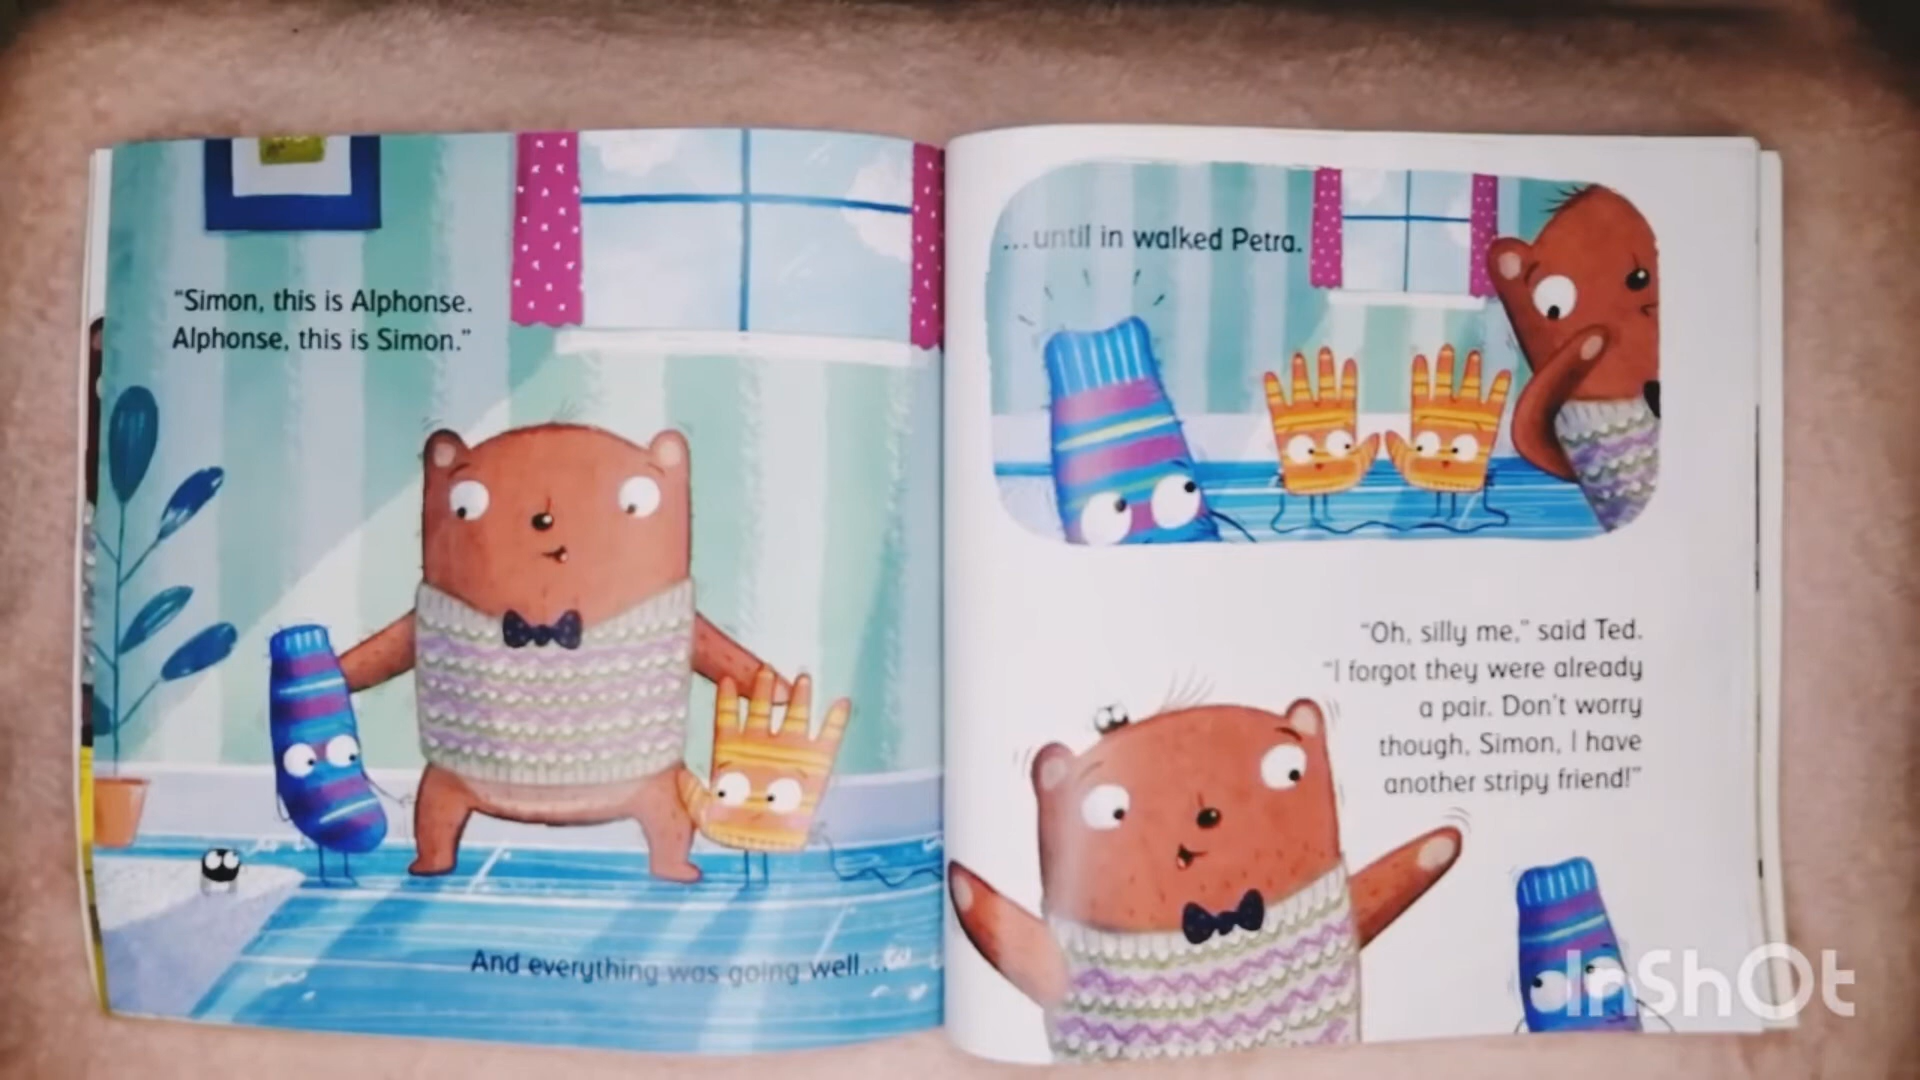 “Simon, this is Alphonse.
Alphonse, this is Simon.”
And everything was going well...
...until in walked Petra.
“Oh, silly me,” said Ted.
“I forgot they were already
a pair. Don’t worry
though, Simon, I have
another stripy friend!”
InShOt